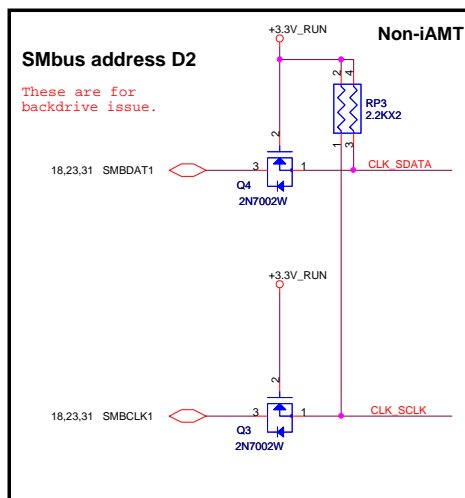 +3.3V_RUN
Non-iAMT
SMbus address D2
These are for
backdrive issue.
2
4
RP3
2.2KX2
2
1
3
18,23,31 SMBDAT1
3
1
CLK_SDATA
Q4
2N7002W
+3.3V_RUN
2
18,23,31 SMBCLK1
3
1
CLK_SCLK
Q3
2N7002W